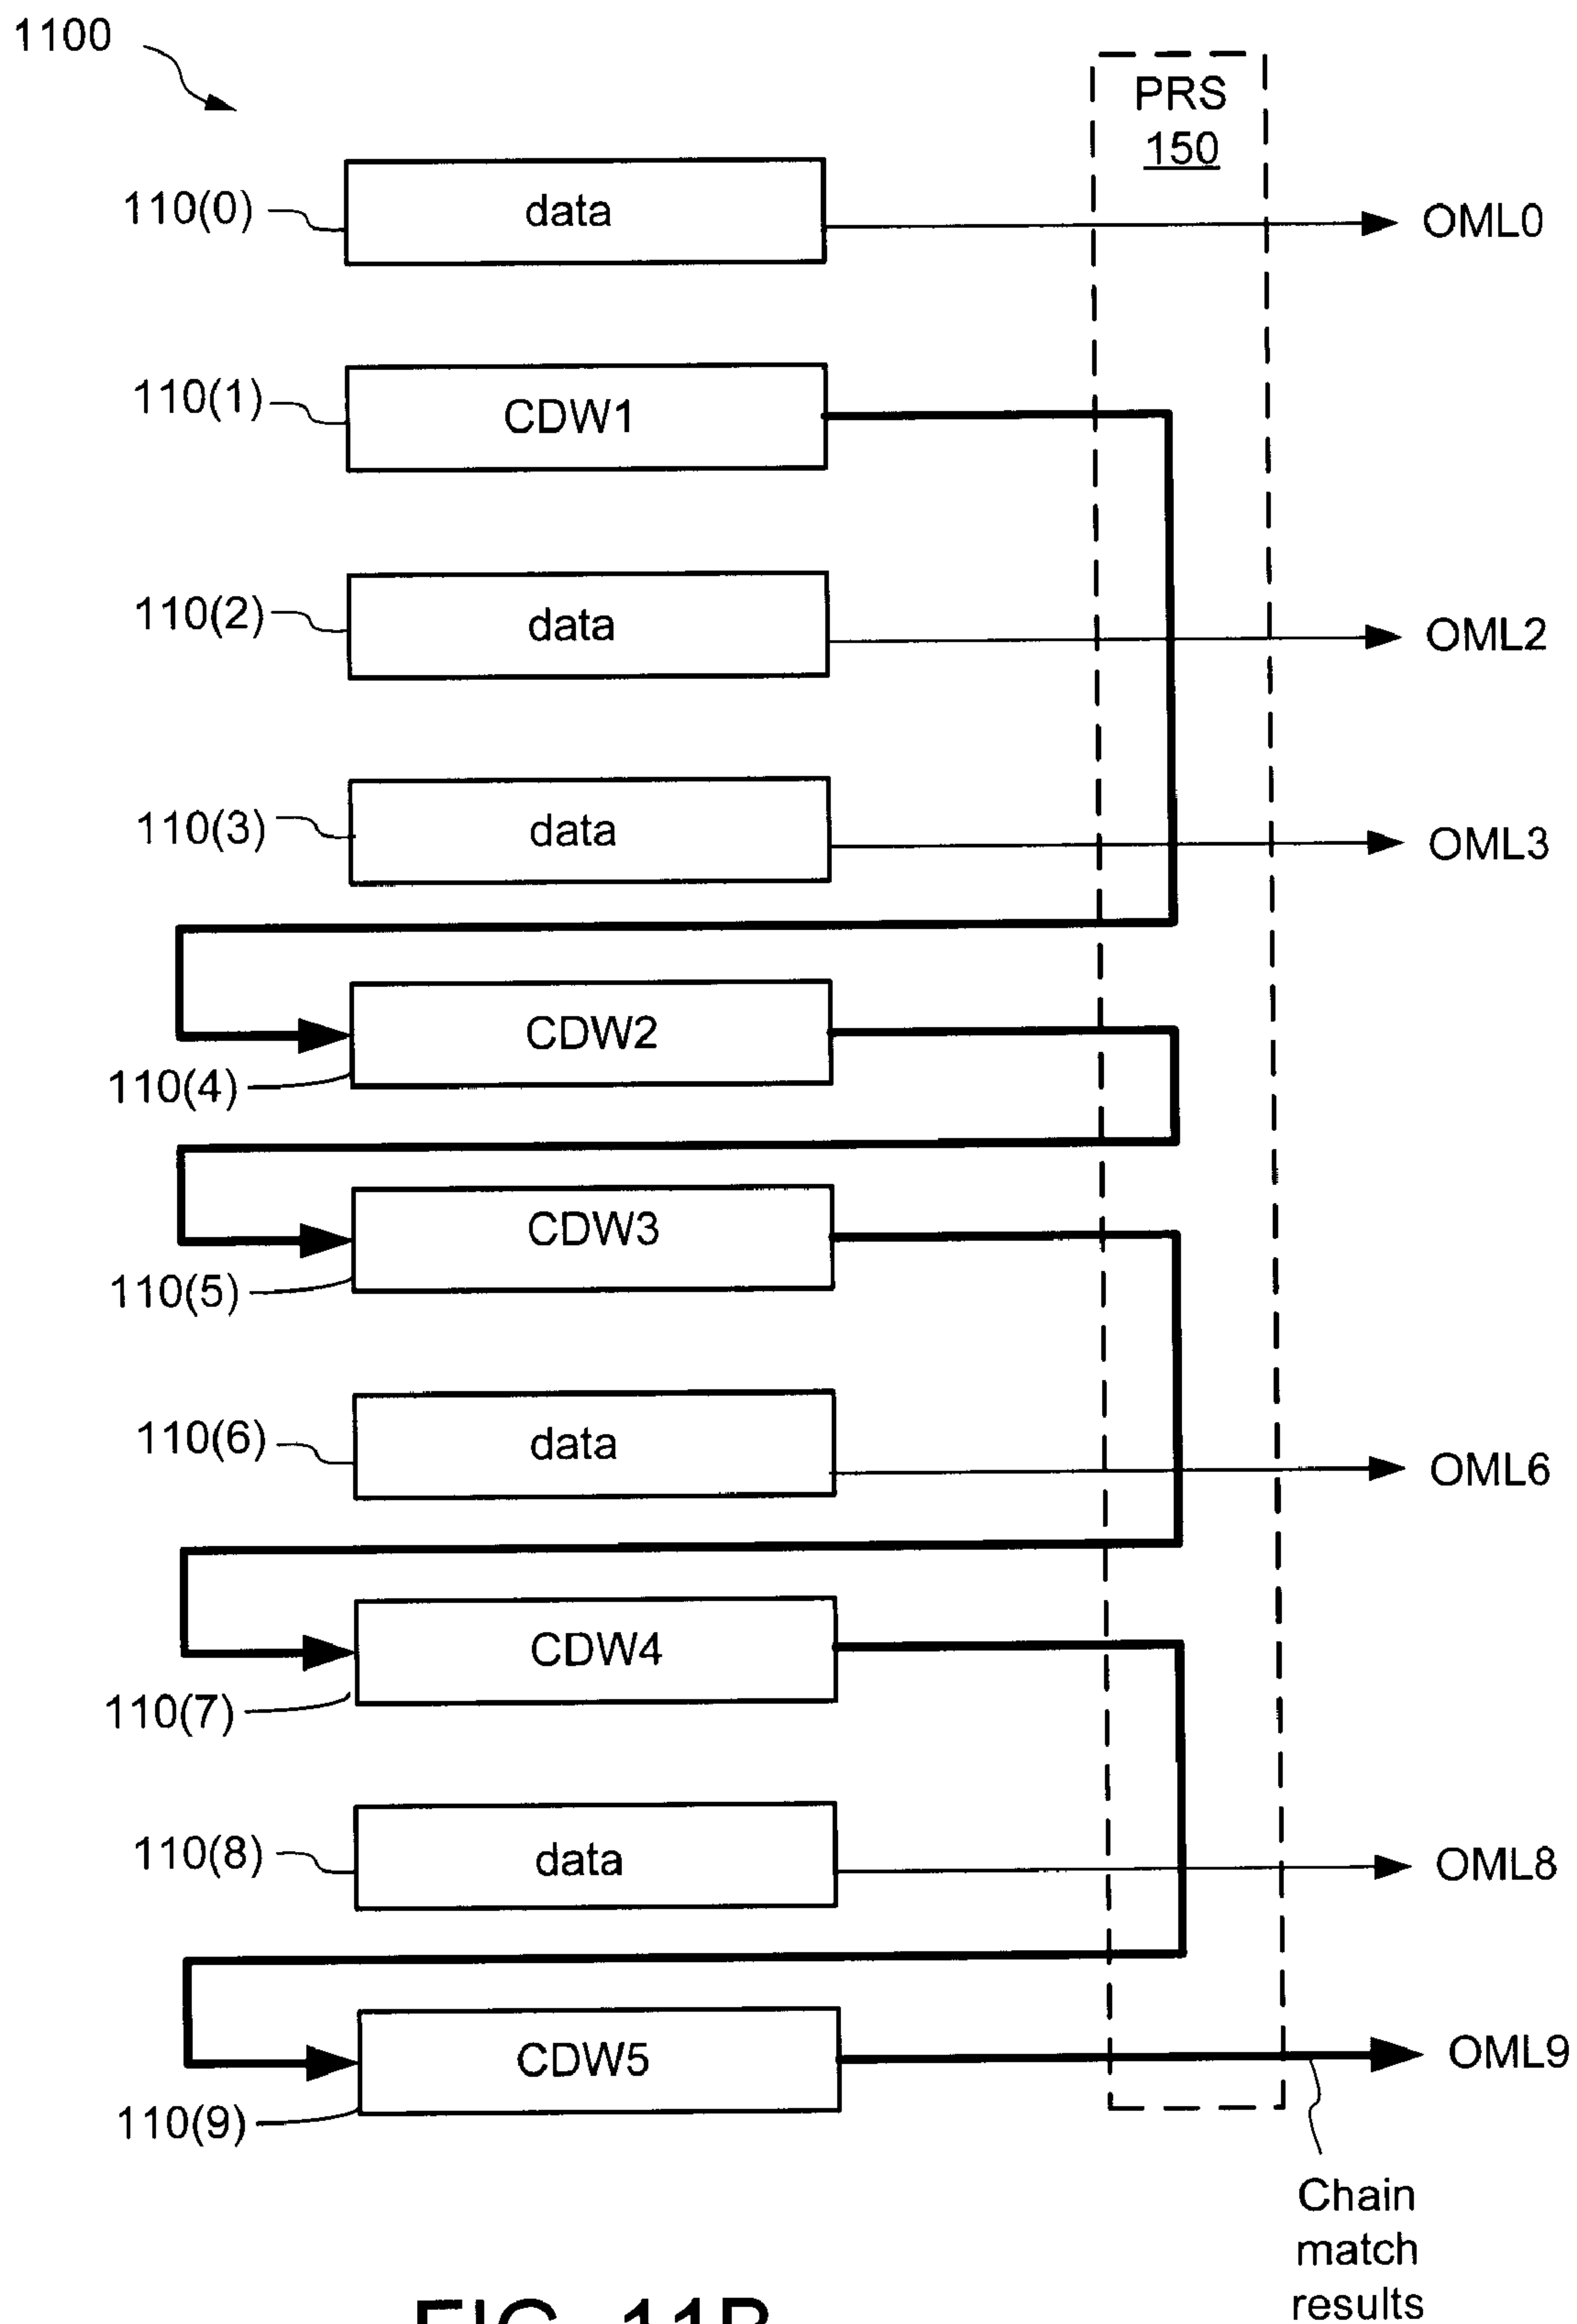 1100
PRS
150
110(0)
data
OML0
110(1)
CDW1
110(2)
data
OML2
110(3)
data
OML3
CDW2
110(4)
CDW3
110(5)
110(6)
data
OML6
CDW4
110(7)
110(8)
data
OML8
CDW5
OML9
110(9)
Chain
match
results
FIG. 11B